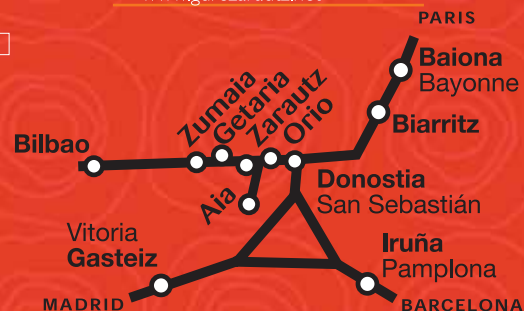 PARIS
Baiona
Bayonne
Biarritz
Zumaia
Getaria
Zarautz
Orio
Bilbao
Aia
Donostia
San Sebastián
Vitoria
Gasteiz
Iruña
Pamplona
MADRID
BARCELONA